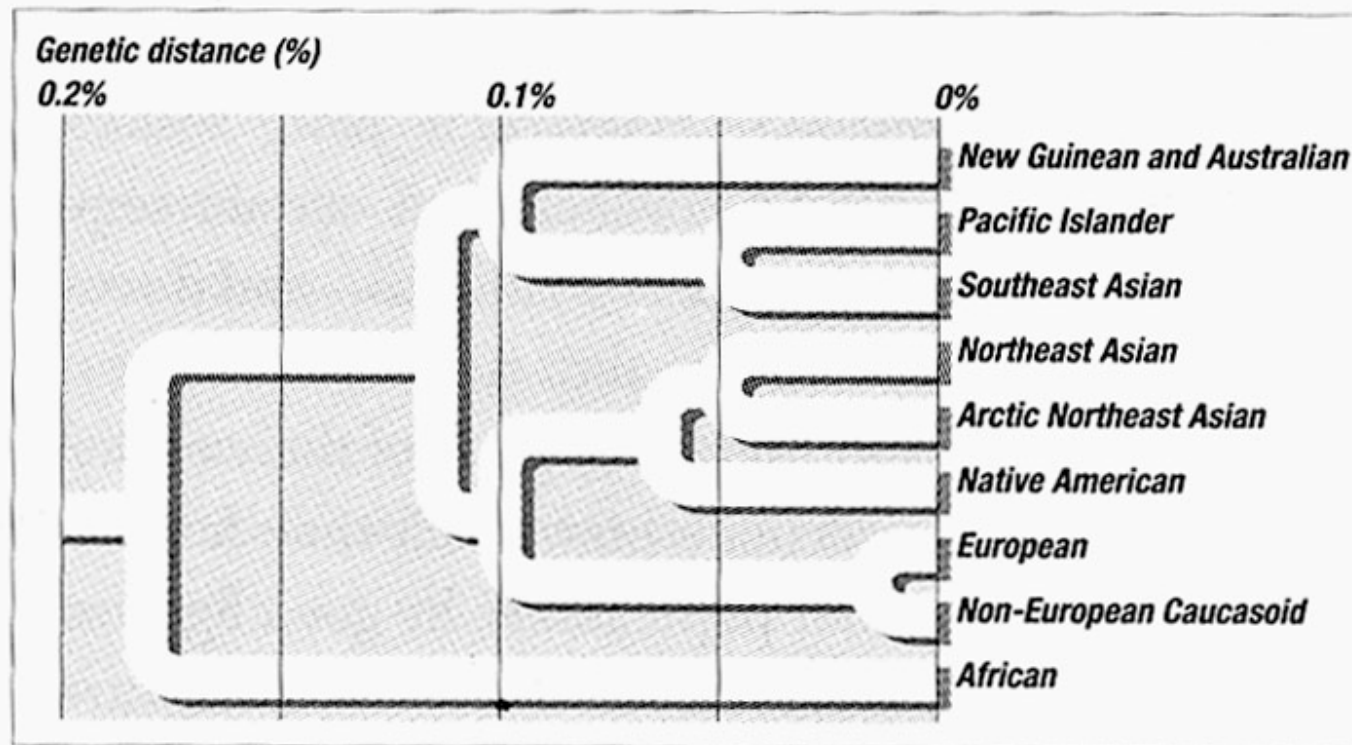 Genetic distance (%)
0.2% 0.1% 0%
New Guinean and Australian
Pacific Islander
Southeast Asian
Northeast Asian
Arctic Northeast Asian
Native American
European
Non-European Caucasoid
African